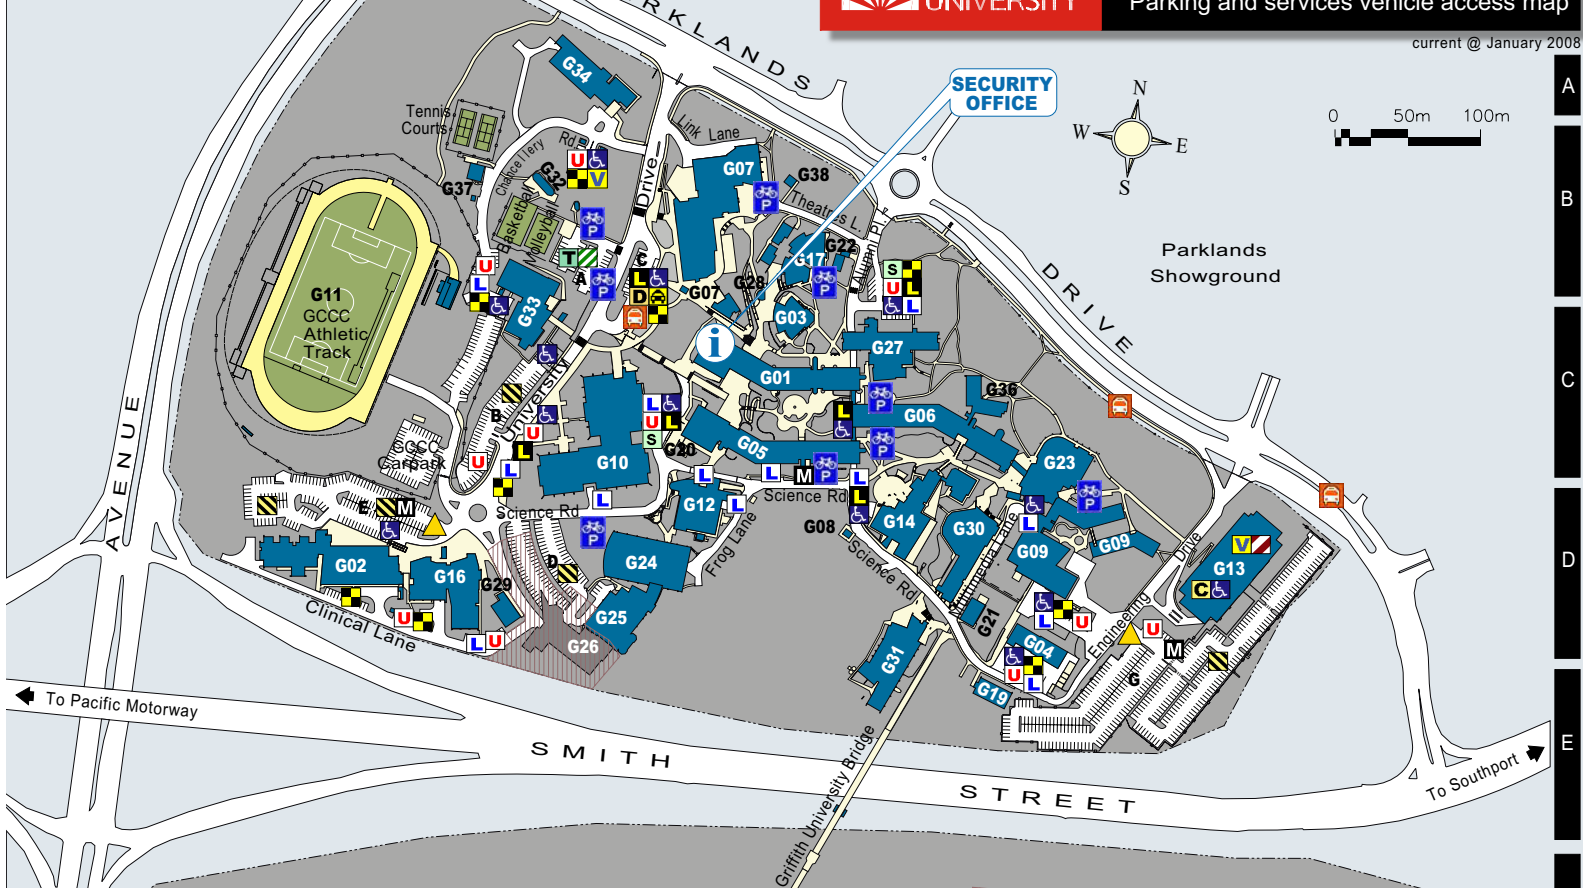 UNIVERSITY
Parking and services vehicle access map
current @ January 2008
PARKLANDS
DRIVE
SECURITY
OFFICE
N
W
E
S
0 50m 100m
A
B
C
D
E
Parklands
Showground
G34
Tennis
Courts
Chancellery
Rd
Link Lane
Drive
G07
G38
G37
G32
Basketball
Volleyball
Theatres L
G22
G17
G28
G07
G03
G11
GCCC
Athletic
Track
G33
A
C
U
V
T
L
D
P
S
G27
G01
G36
G06
G05
G20
G10
B
University
GCCC
Carpark
G23
G12
Science Rd
M
Science Rd
G08
G14
G30
G09
G09
Multimedia Lane
Frog Lane
Science Rd
E
G02
G16
G29
D
G24
G25
G26
Clinical Lane
G13
C
Engineering
Drive
G21
G04
G19
G31
G
AVENUE
To Pacific Motorway
SMITH
STREET
To Southport
Griffith University Bridge